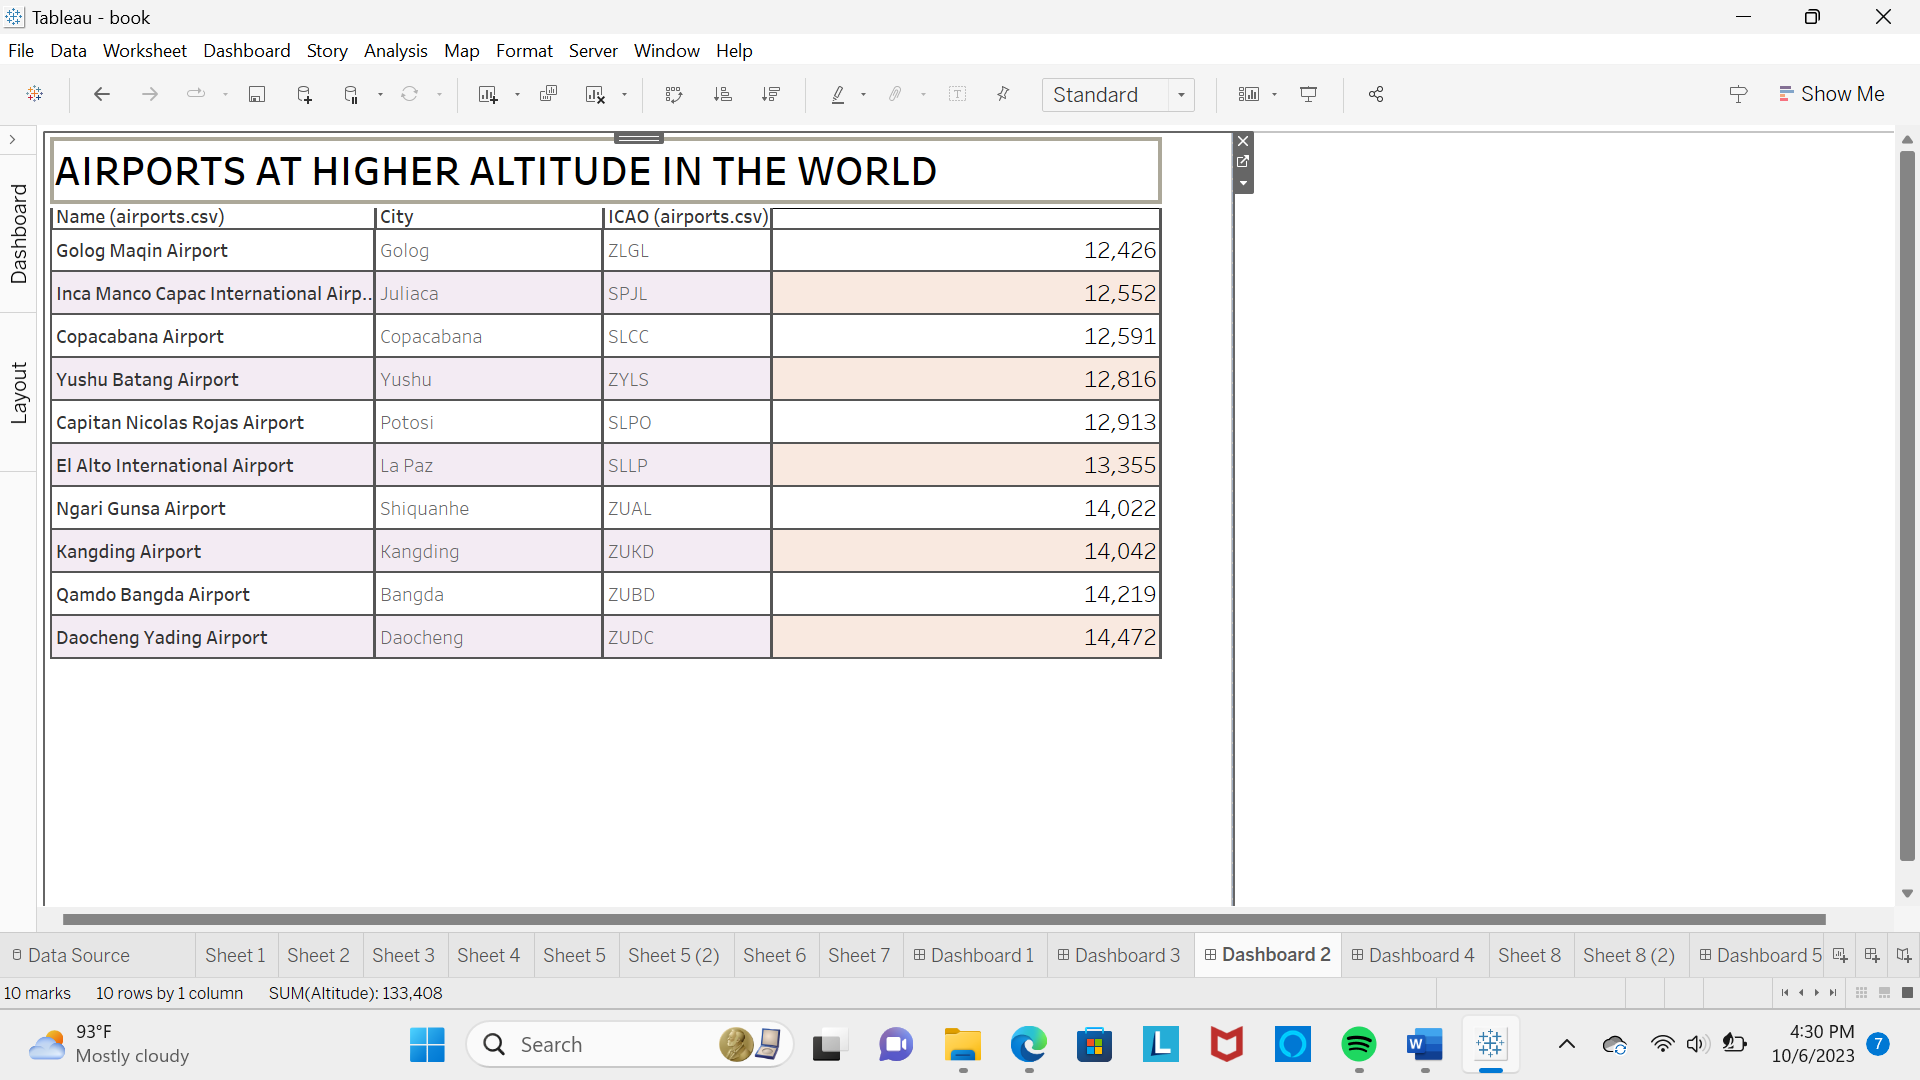 Tableau - book
File Data Worksheet Dashboard Story Analysis Map Format Server Window Help
Standard
Show Me
Dashboard
Layout
AIRPORTS AT HIGHER ALTITUDE IN THE WORLD
Name (airports.csv) City ICAO (airports.csv)
Golog Maqin Airport Golog ZLGL 12,426
Inca Manco Capac International Airp.. Juliaca SPJL 12,552
Copacabana Airport Copacabana SLCC 12,591
Yushu Batang Airport Yushu ZYLS 12,816
Capitan Nicolas Rojas Airport Potosi SLPO 12,913
El Alto International Airport La Paz SLLP 13,355
Ngari Gunsa Airport Shiquanhe ZUAL 14,022
Kangding Airport Kangding ZUKD 14,042
Qamdo Bangda Airport Bangda ZUBD 14,219
Daocheng Yading Airport Daocheng ZUDC 14,472
Data Source Sheet 1 Sheet 2 Sheet 3 Sheet 4 Sheet 5 Sheet 5 (2) Sheet 6 Sheet 7 Dashboard 1 Dashboard 3 Dashboard 2 Dashboard 4 Sheet 8 Sheet 8 (2) Dashboard 5
10 marks 10 rows by 1 column SUM(Altitude): 133,408
93°F
Mostly cloudy
Search
4:30 PM
10/6/2023
7